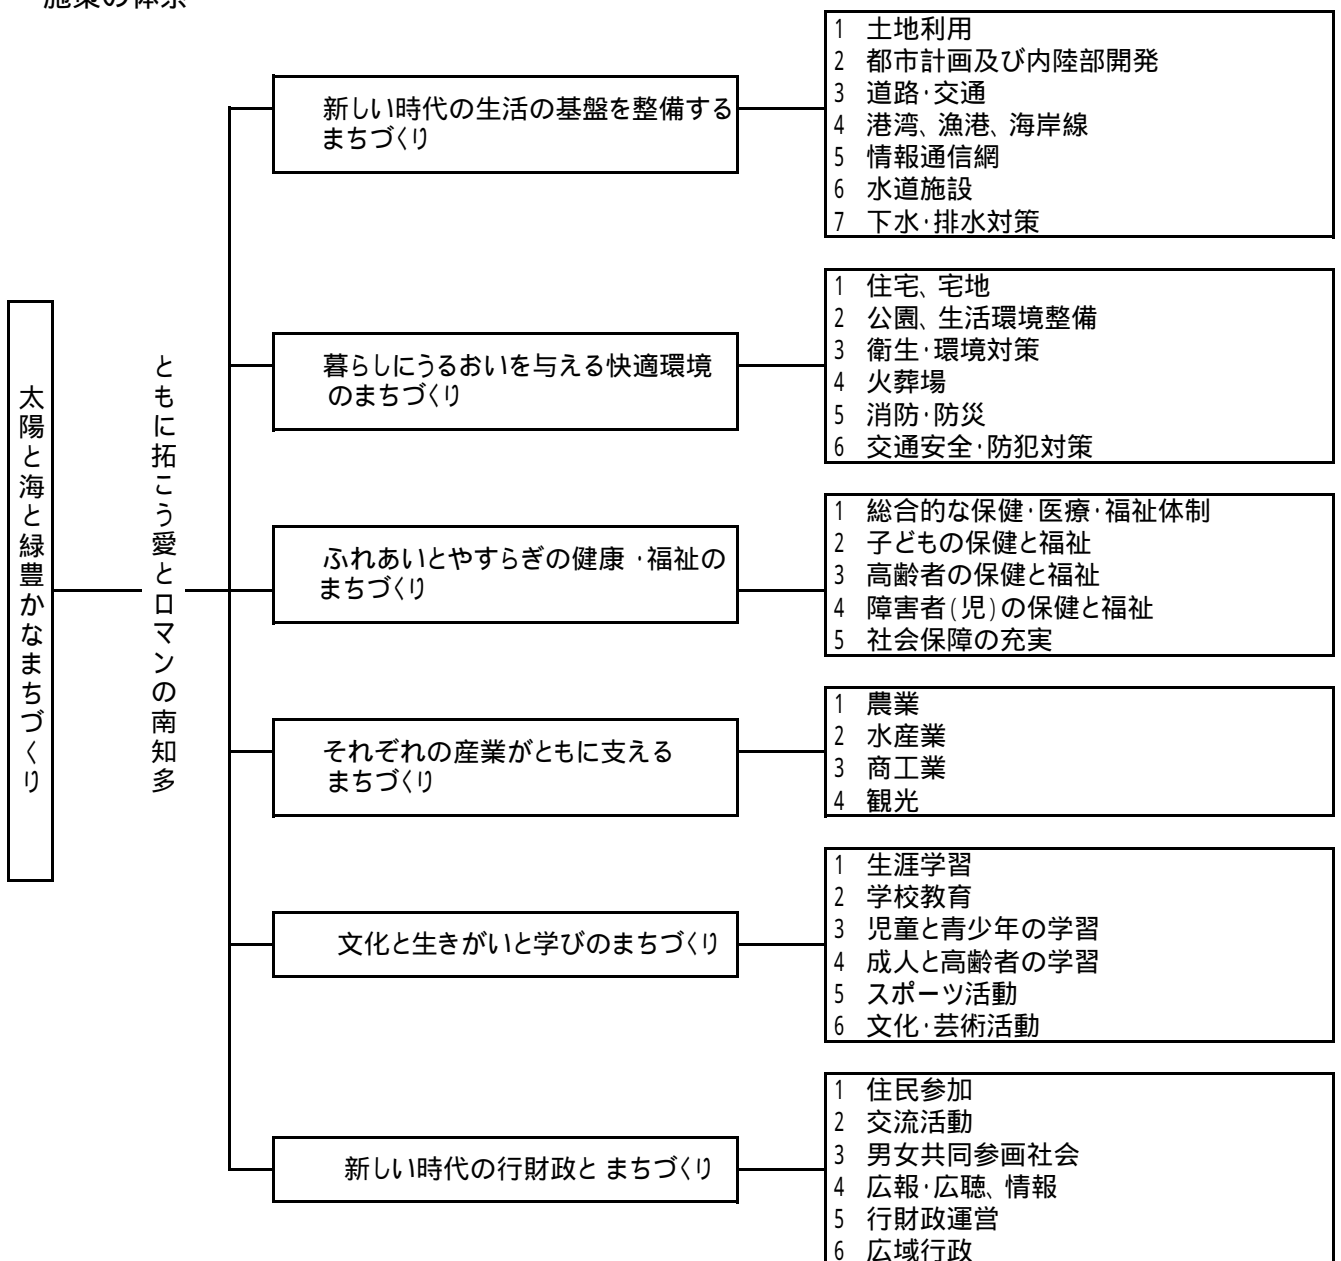 施策の体系
太陽と海と緑豊かなまちづくり
ともに拓こう愛とロマンの南知多
新しい時代の生活の基盤を整備する
まちづくり
1 土地利用
2 都市計画及び内陸部開発
3 道路・交通
4 港湾、漁港、海岸線
5 情報通信網
6 水道施設
7 下水・排水対策
暮らしにうるおいを与える快適環境
のまちづくり
1 住宅、宅地
2 公園、生活環境整備
3 衛生・環境対策
4 火葬場
5 消防・防災
6 交通安全・防犯対策
ふれあいとやすらぎの健康・福祉の
まちづくり
1 総合的な保健・医療・福祉体制
2 子どもの保健と福祉
3 高齢者の保健と福祉
4 障害者(児)の保健と福祉
5 社会保障の充実
それぞれの産業がともに支える
まちづくり
1 農業
2 水産業
3 商工業
4 観光
文化と生きがいと学びのまちづくり
1 生涯学習
2 学校教育
3 児童と青少年の学習
4 成人と高齢者の学習
5 スポーツ活動
6 文化・芸術活動
新しい時代の行財政と まちづくり
1 住民参加
2 交流活動
3 男女共同参画社会
4 広報・広聴、情報
5 行財政運営
6 広域行政